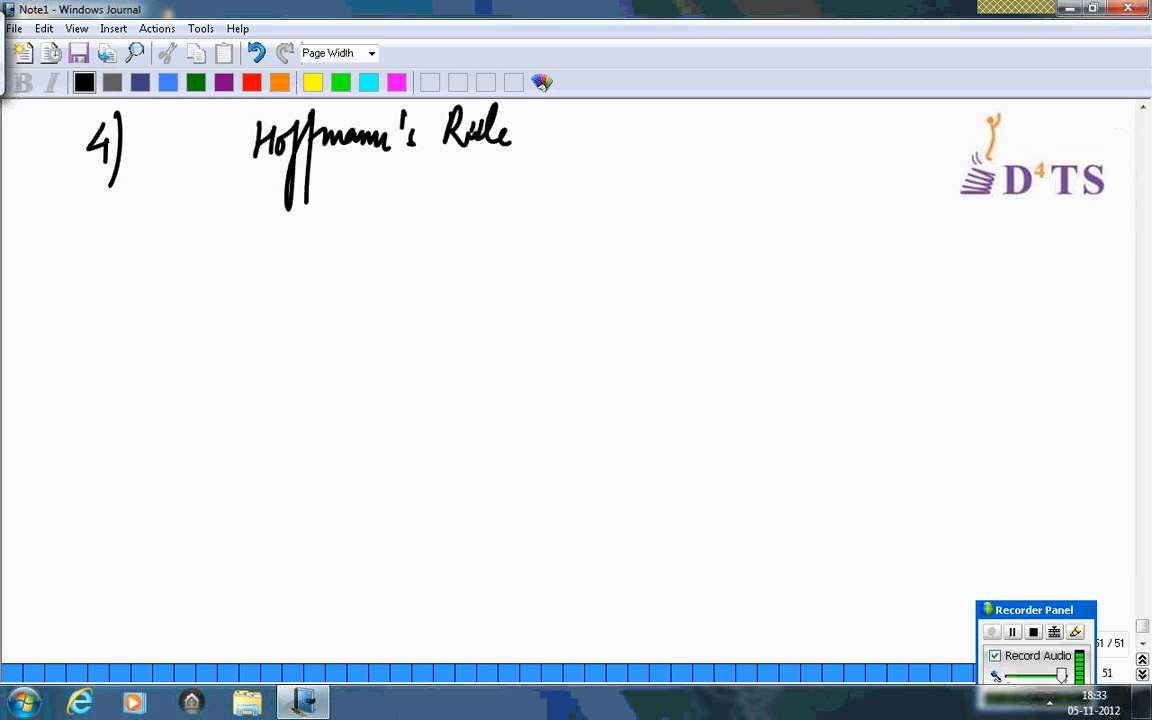 Note1 - Windows Journal
File Edit View Insert Actions Tools Help
Page Width
B I
4) Hoffmann's Rule
D4TS
Recorder Panel
51 / 51
Record Audio
51
18:33
05-11-2012